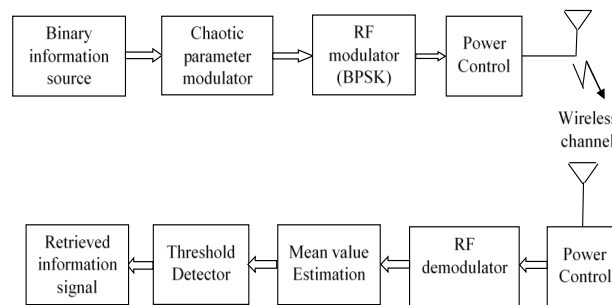 Binary
information
source
Chaotic
parameter
modulator
RF
modulator
(BPSK)
Power
Control
Wireless
channel
Retrieved
information
signal
Threshold
Detector
Mean value
Estimation
RF
demodulator
Power
Control